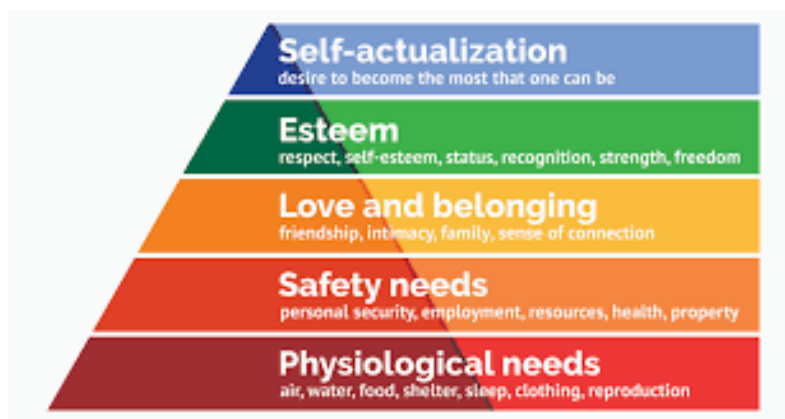 Self-actualization
desire to become the most that one can be
Esteem
respect, self-esteem, status, recognition, strength, freedom
Love and belonging
friendship, intimacy, family, sense of connection
Safety needs
personal security, employment, resources, health, property
Physiological needs
air, water, food, shelter, sleep, clothing, reproduction